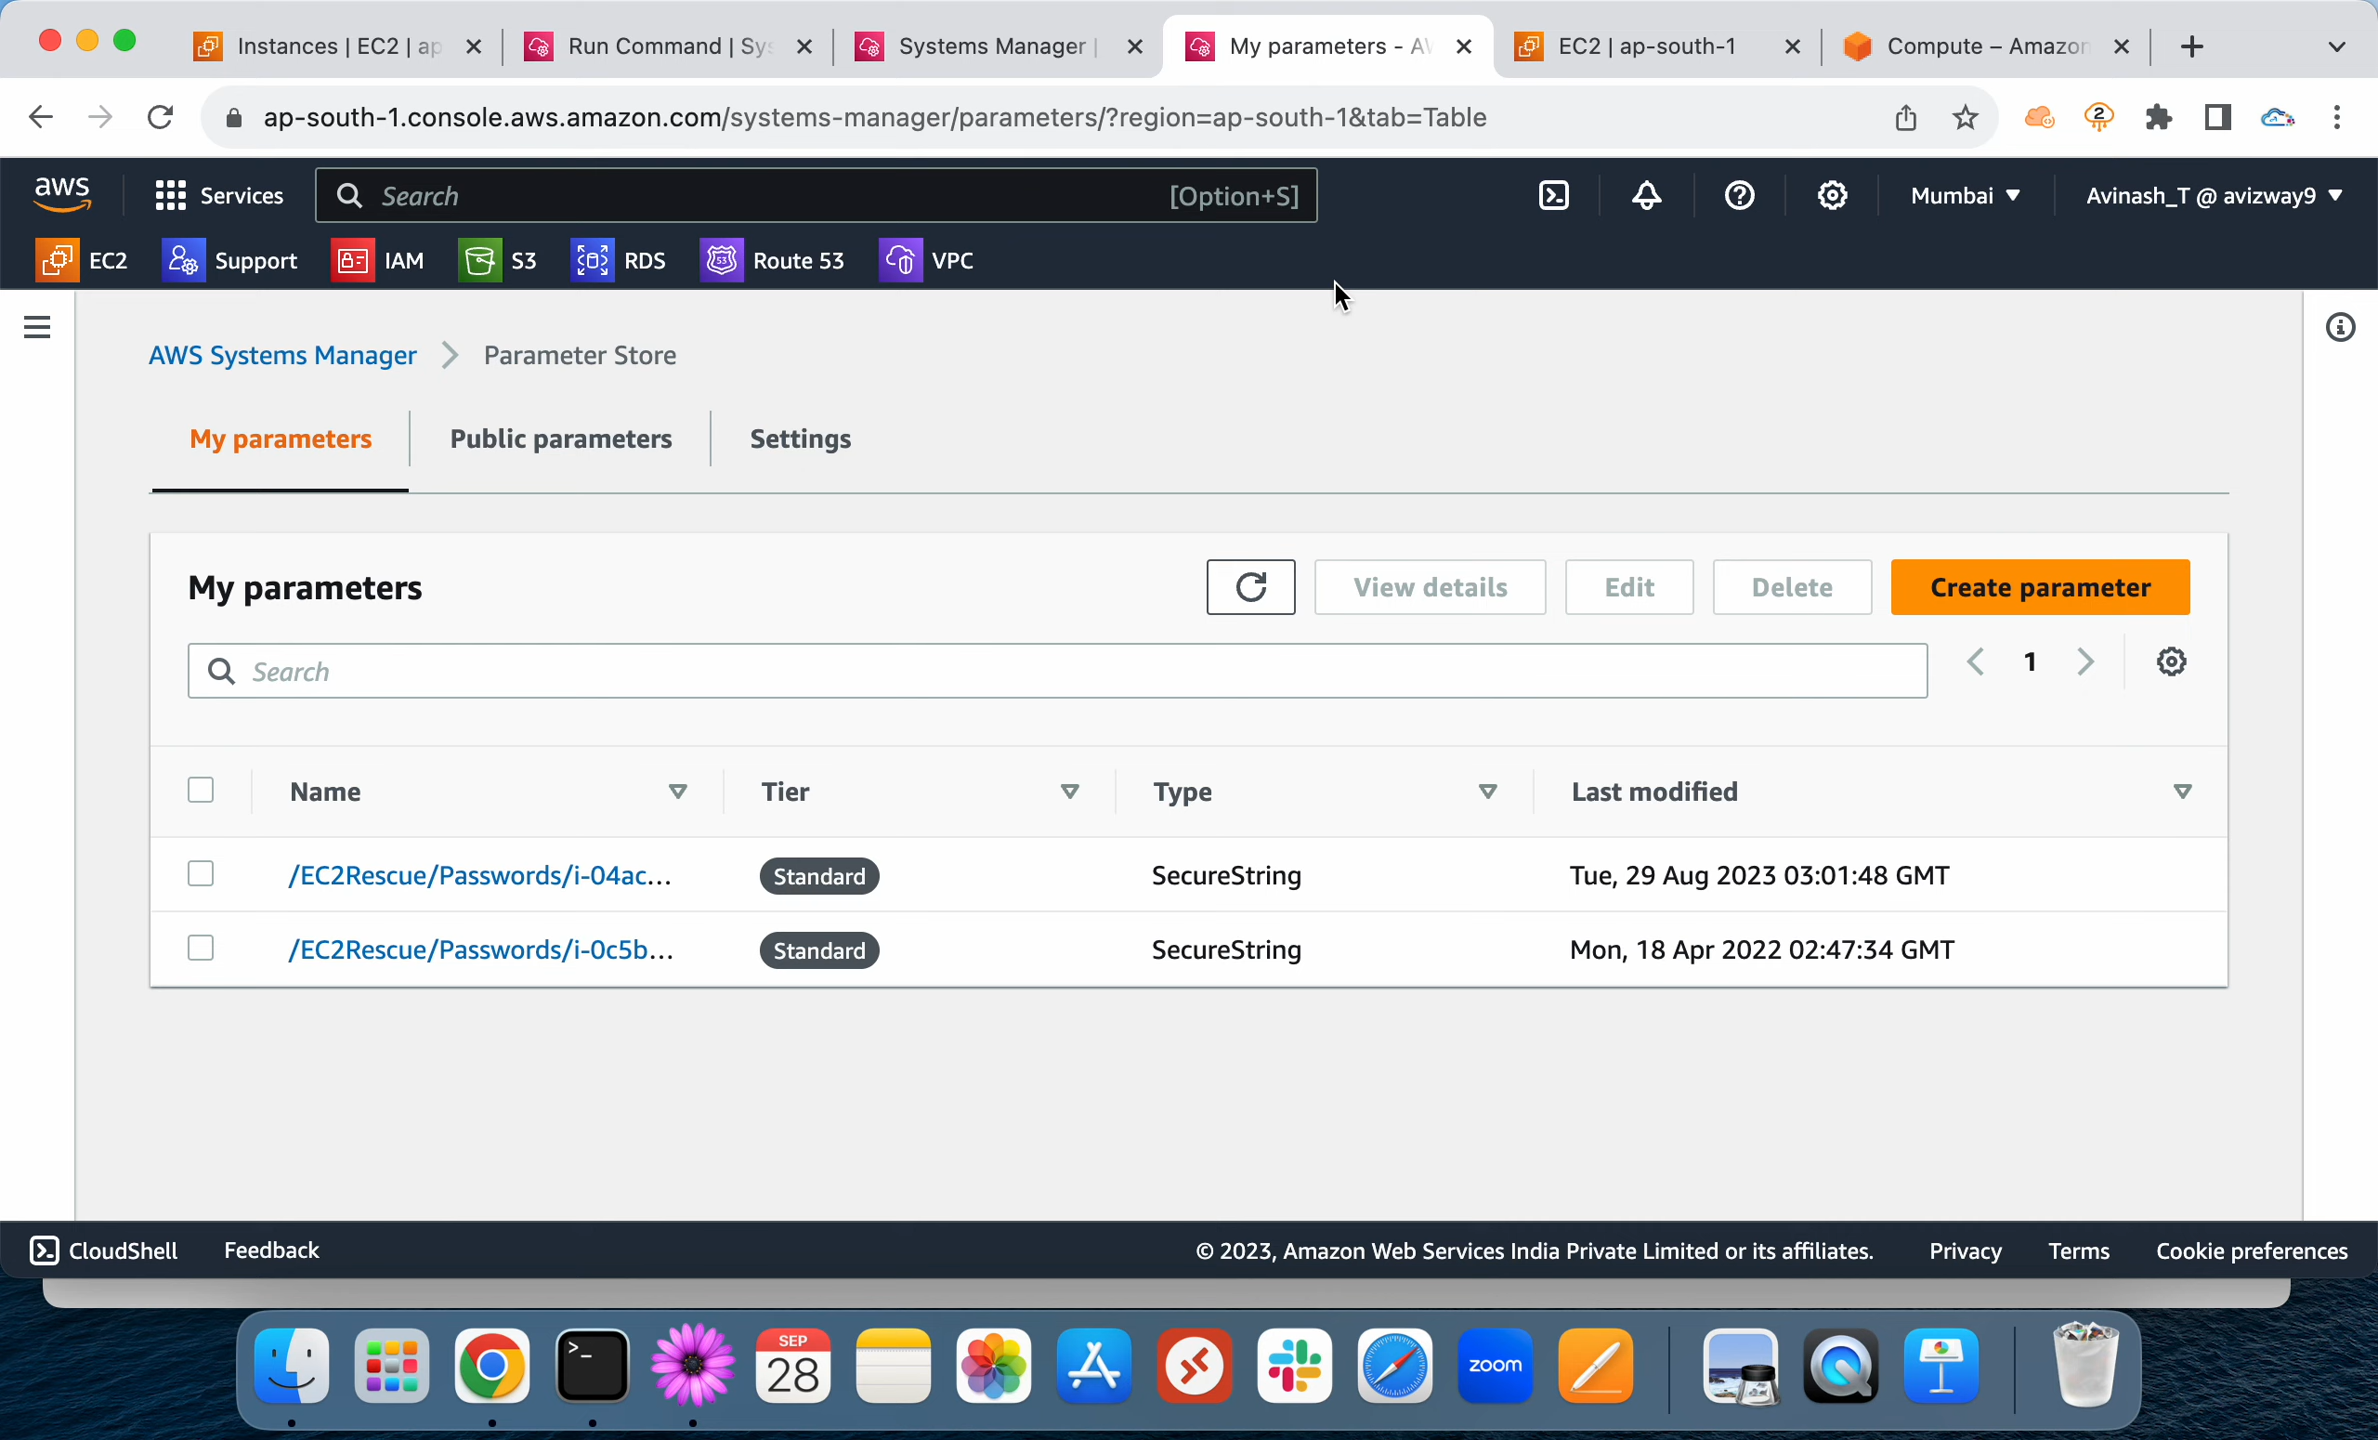 Instances | EC2 | ap
Run Command | Sys
Systems Manager |
My parameters - AW
EC2 | ap-south-1
Compute – Amazon
ap-south-1.console.aws.amazon.com/systems-manager/parameters/?region=ap-south-1&tab=Table
2
aws
Services
Search
[Option+S]
Mumbai
Avinash_T @ avizway9
EC2
Support
IAM
S3
RDS
53
Route 53
VPC
AWS Systems Manager
Parameter Store
My parameters
Public parameters
Settings
My parameters
View details
Edit
Delete
Create parameter
Search
1
Name
Tier
Type
Last modified
/EC2Rescue/Passwords/i-04ac...
Standard
SecureString
Tue, 29 Aug 2023 03:01:48 GMT
/EC2Rescue/Passwords/i-0c5b...
Standard
SecureString
Mon, 18 Apr 2022 02:47:34 GMT
CloudShell
Feedback
© 2023, Amazon Web Services India Private Limited or its affiliates.
Privacy
Terms
Cookie preferences
SEP
28
zoom